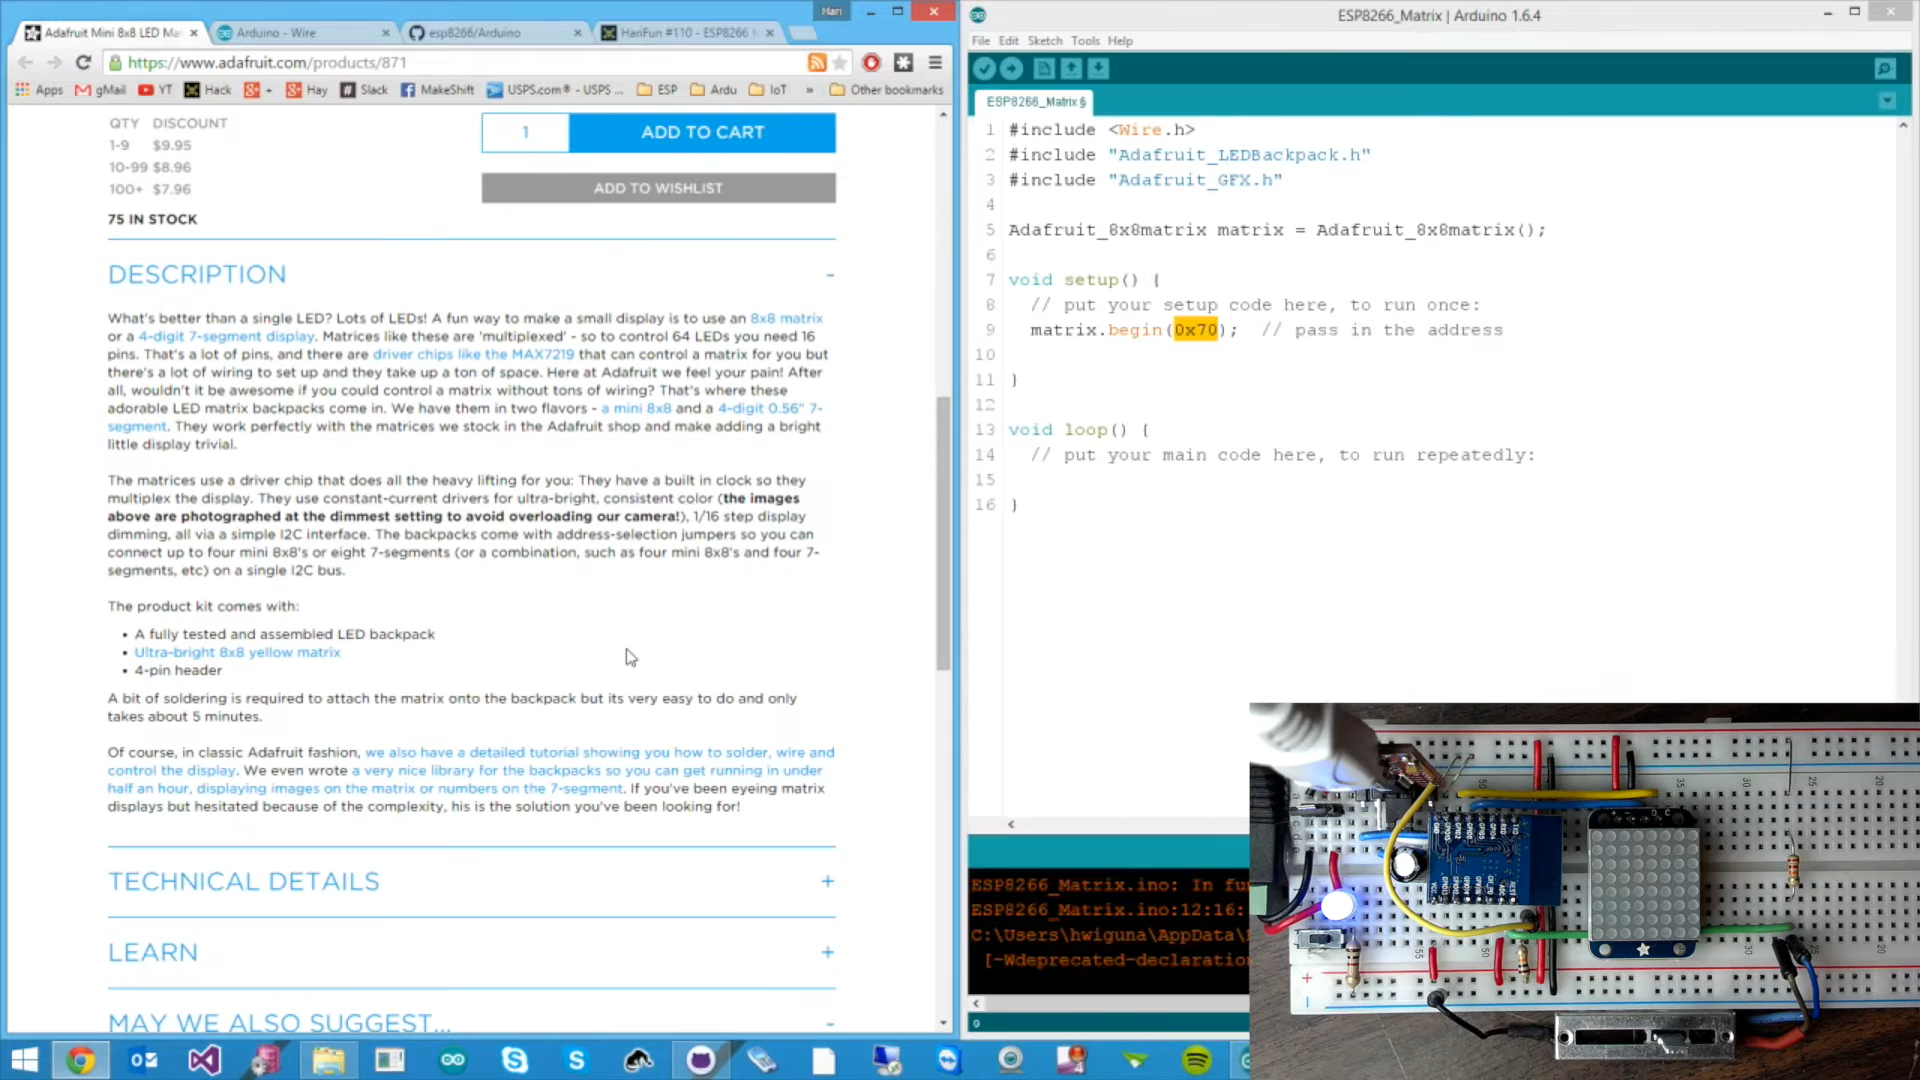 Hari
Adafruit Mini 8x8 LED Ma
Arduino - Wire
esp8266/Arduino
HariFun #110 - ESP8266
https://www.adafruit.com/products/871
Apps
gMail
YT
Hack
Hay
Slack
MakeShift
USPS.com® - USPS ...
ESP
Ardu
IoT
»
Other bookmarks
QTY DISCOUNT
1-9 $9.95
10-99 $8.96
100+ $7.96
75 IN STOCK
1
ADD TO CART
ADD TO WISHLIST
DESCRIPTION
-
What's better than a single LED? Lots of LEDs! A fun way to make a small display is to use an 8x8 matrix
or a 4-digit 7-segment display. Matrices like these are 'multiplexed' - so to control 64 LEDs you need 16
pins. That's a lot of pins, and there are driver chips like the MAX7219 that can control a matrix for you but
there's a lot of wiring to set up and they take up a ton of space. Here at Adafruit we feel your pain! After
all, wouldn't it be awesome if you could control a matrix without tons of wiring? That's where these
adorable LED matrix backpacks come in. We have them in two flavors - a mini 8x8 and a 4-digit 0.56" 7-
segment. They work perfectly with the matrices we stock in the Adafruit shop and make adding a bright
little display trivial.
The matrices use a driver chip that does all the heavy lifting for you: They have a built in clock so they
multiplex the display. They use constant-current drivers for ultra-bright, consistent color (the images
above are photographed at the dimmest setting to avoid overloading our camera!), 1/16 step display
dimming, all via a simple I2C interface. The backpacks come with address-selection jumpers so you can
connect up to four mini 8x8's or eight 7-segments (or a combination, such as four mini 8x8's and four 7-
segments, etc) on a single I2C bus.
The product kit comes with:
• A fully tested and assembled LED backpack
• Ultra-bright 8x8 yellow matrix
• 4-pin header
A bit of soldering is required to attach the matrix onto the backpack but its very easy to do and only
takes about 5 minutes.
Of course, in classic Adafruit fashion, we also have a detailed tutorial showing you how to solder, wire and
control the display. We even wrote a very nice library for the backpacks so you can get running in under
half an hour, displaying images on the matrix or numbers on the 7-segment. If you've been eyeing matrix
displays but hesitated because of the complexity, his is the solution you've been looking for!
TECHNICAL DETAILS
+
LEARN
+
MAY WE ALSO SUGGEST...
-
ESP8266_Matrix | Arduino 1.6.4
File Edit Sketch Tools Help
ESP8266_Matrix §
1 #include <Wire.h>
2 #include "Adafruit_LEDBackpack.h"
3 #include "Adafruit_GFX.h"
4
5 Adafruit_8x8matrix matrix = Adafruit_8x8matrix();
6
7 void setup() {
8 // put your setup code here, to run once:
9 matrix.begin(0x70); // pass in the address
10
11 }
12
13 void loop() {
14 // put your main code here, to run repeatedly:
15
16 }
ESP8266_Matrix.ino: In fu
ESP8266_Matrix.ino:12:16:
C:\Users\hwiguna\AppData\
[-Wdeprecated-declaration
9